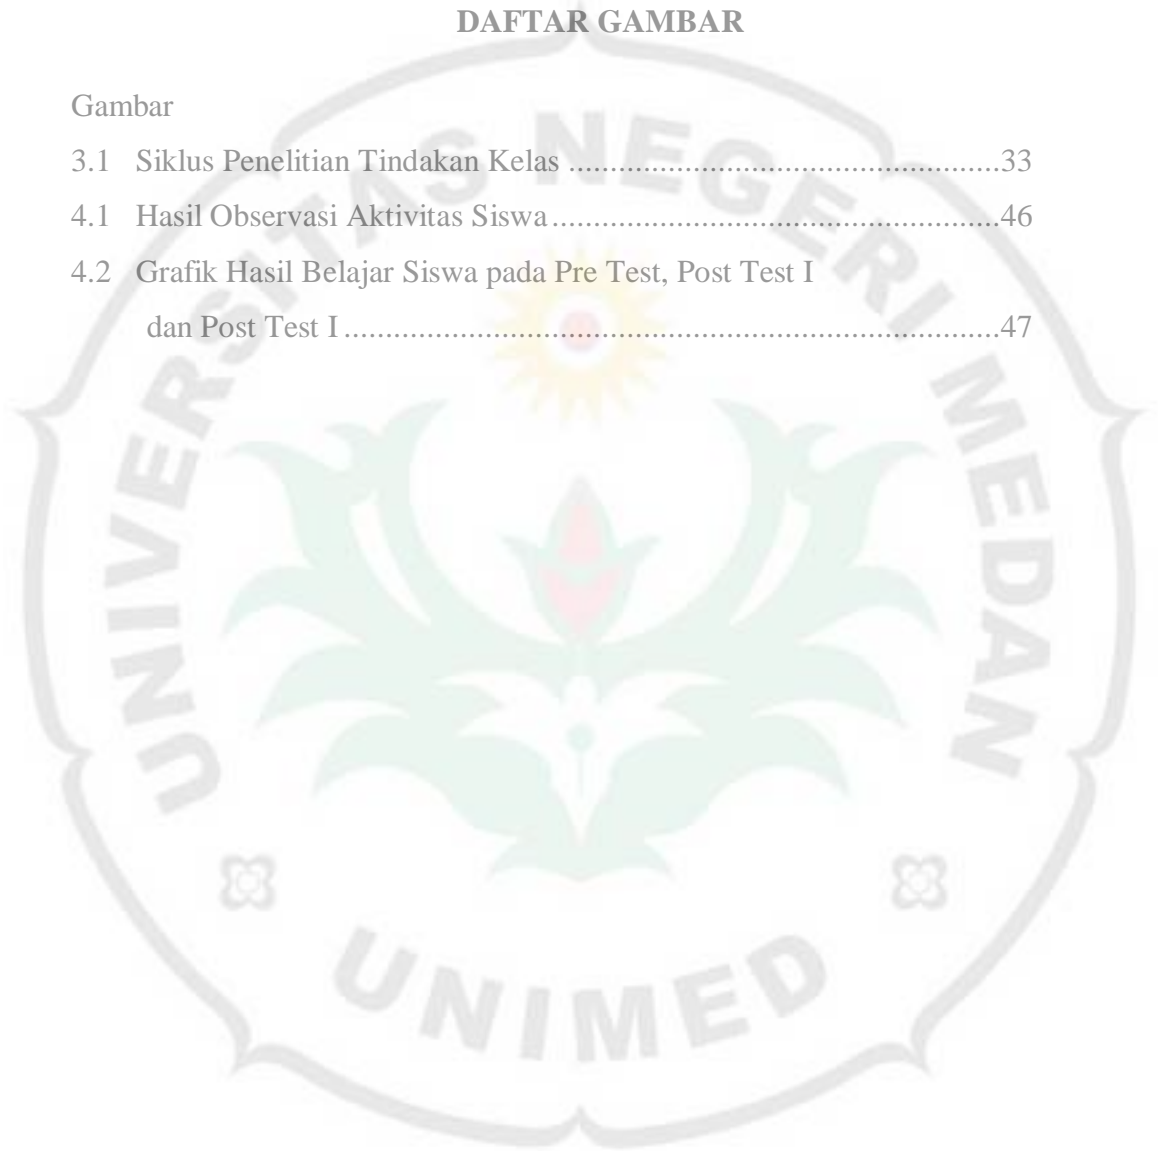 DAFTAR GAMBAR
Gambar
3.1 Siklus Penelitian Tindakan Kelas ............................................33
4.1 Hasil Observasi Aktivitas Siswa.............................................46
4.2 Grafik Hasil Belajar Siswa pada Pre Test, Post Test I
dan Post Test I..................................................................47
UNIVERSITAS NEGERI MEDAN
UNIMED